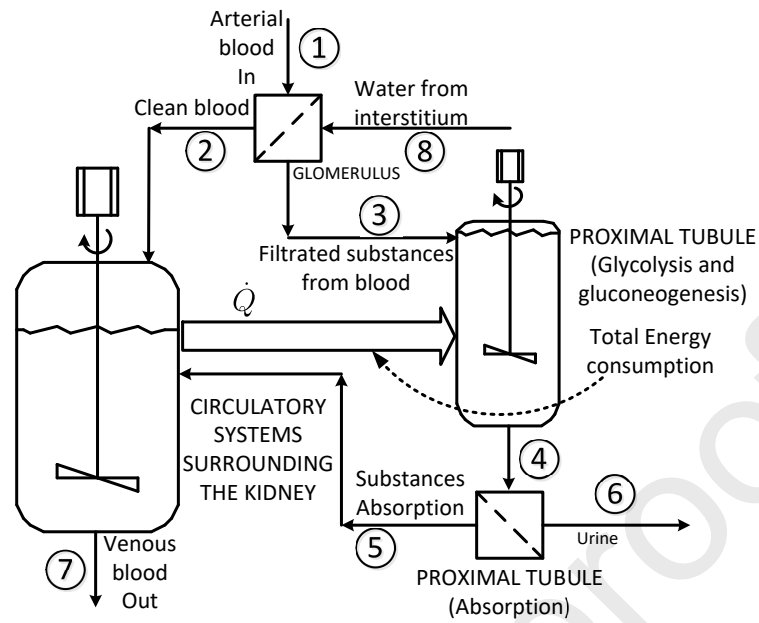 Arterial
blood
In
1
Water from
interstitium
Clean blood
2
8
GLOMERULUS
3
Filtrated substances
from blood
PROXIMAL TUBULE
(Glycolysis and
gluconeogenesis)
Q̇
Total Energy
consumption
CIRCULATORY
SYSTEMS
SURROUNDING
THE KIDNEY
4
Substances
Absorption
5
6
Urine
7
Venous
blood
Out
PROXIMAL TUBULE
(Absorption)